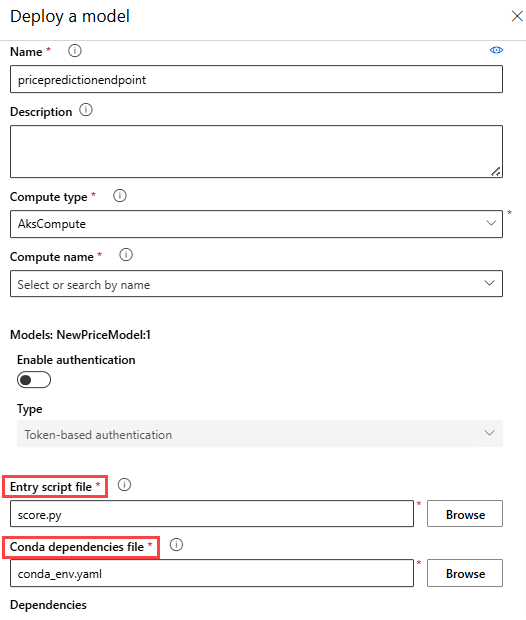 Deploy a model
Name *
pricepredictionendpoint
Description
Compute type *
AksCompute
*
Compute name *
Select or search by name
Models: NewPriceModel:1
Enable authentication
Type
Token-based authentication
Entry script file *
score.py
*
Browse
Conda dependencies file *
conda_env.yaml
*
Browse
Dependencies